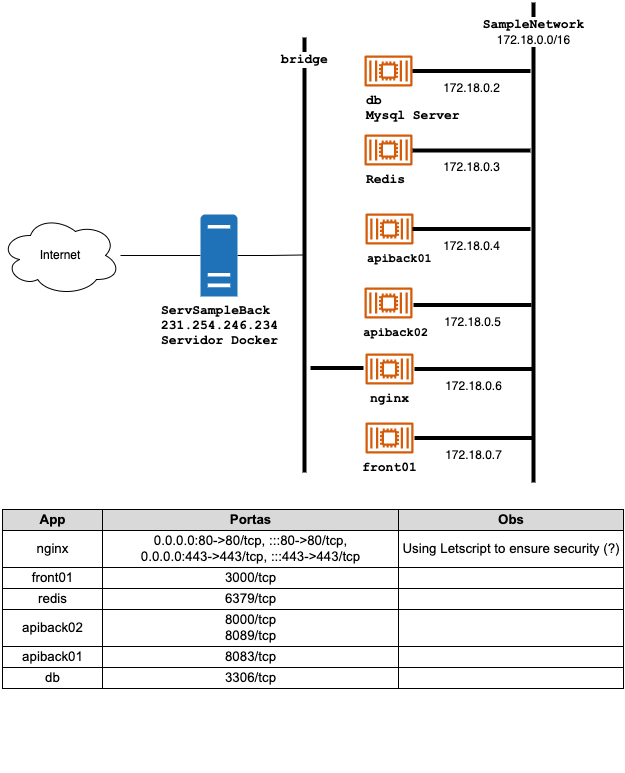 SampleNetwork
172.18.0.0/16
bridge
172.18.0.2
db
Mysql Server
172.18.0.3
Redis
172.18.0.4
apiback01
Internet
ServSampleBack
231.254.246.234
Servidor Docker
172.18.0.5
apiback02
172.18.0.6
nginx
172.18.0.7
front01
App Portas Obs
nginx 0.0.0.0:80->80/tcp, :::80->80/tcp, Using Letscript to ensure security (?)
0.0.0.0:443->443/tcp, :::443->443/tcp
front01 3000/tcp
redis 6379/tcp
apiback02 8000/tcp
8089/tcp
apiback01 8083/tcp
db 3306/tcp